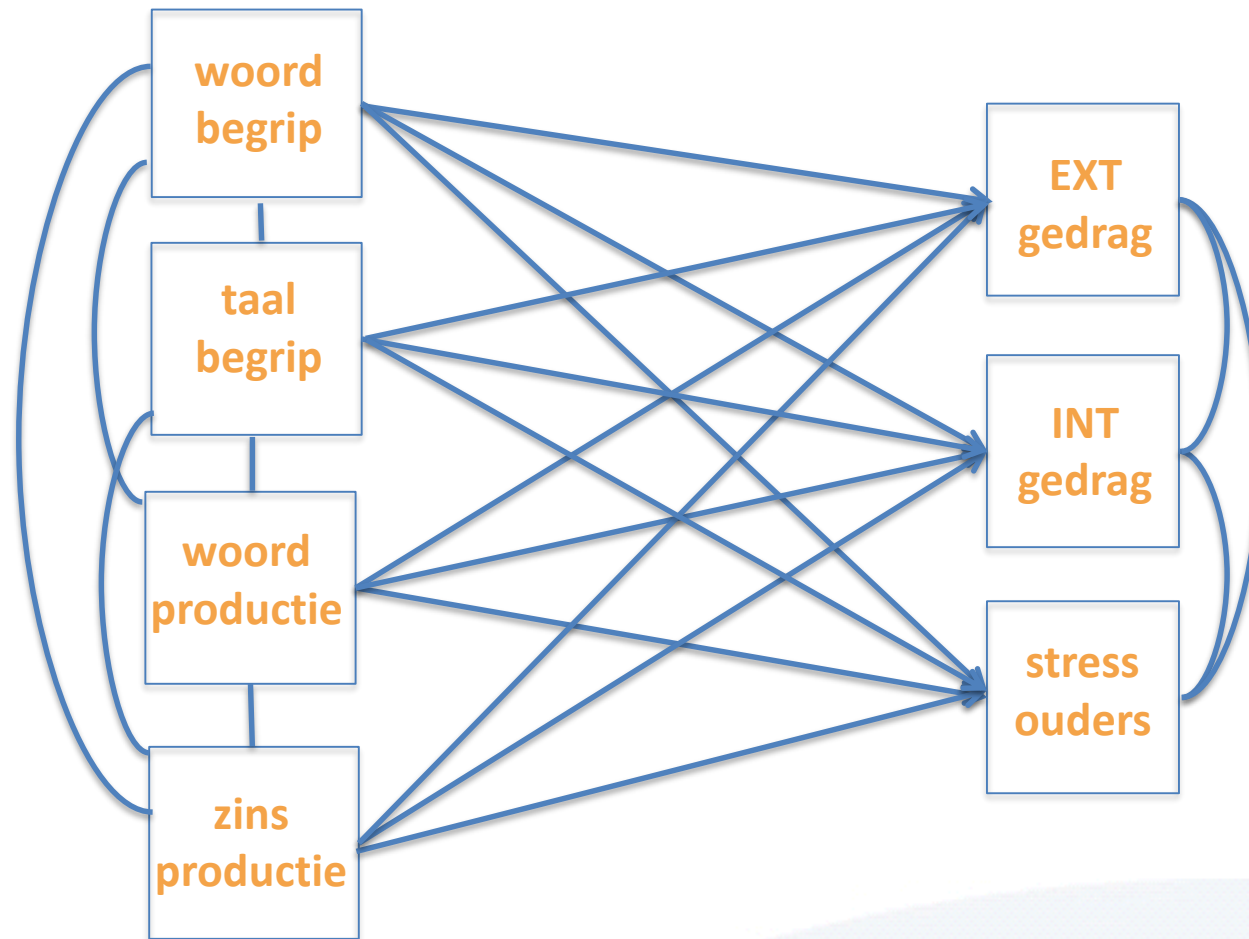 woord
begrip
taal
begrip
woord
productie
zins
productie
EXT
gedrag
INT
gedrag
stress
ouders